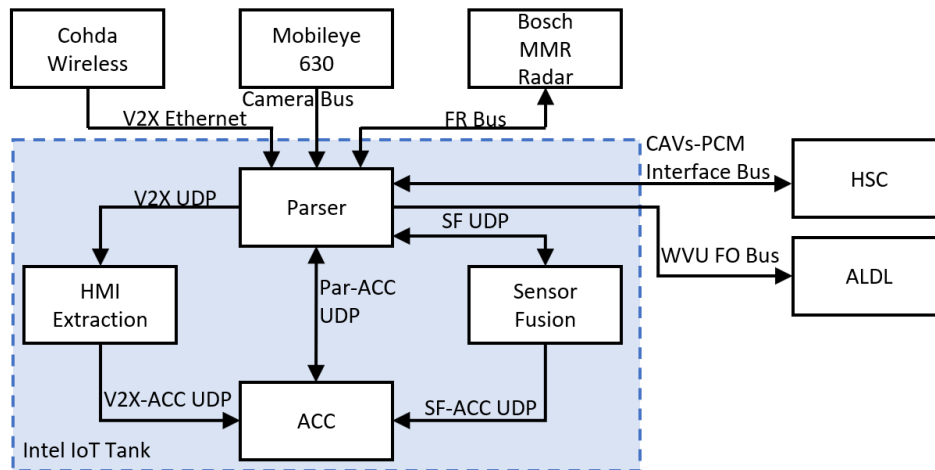 Cohda
Wireless
Mobileye
630
Bosch
MMR
Radar
Camera Bus
V2X Ethernet
FR Bus
CAVs-PCM
Interface Bus
HSC
V2X UDP
Parser
SF UDP
WVU FO Bus
ALDL
HMI
Extraction
Par-ACC
UDP
Sensor
Fusion
V2X-ACC UDP
ACC
SF-ACC UDP
Intel IoT Tank